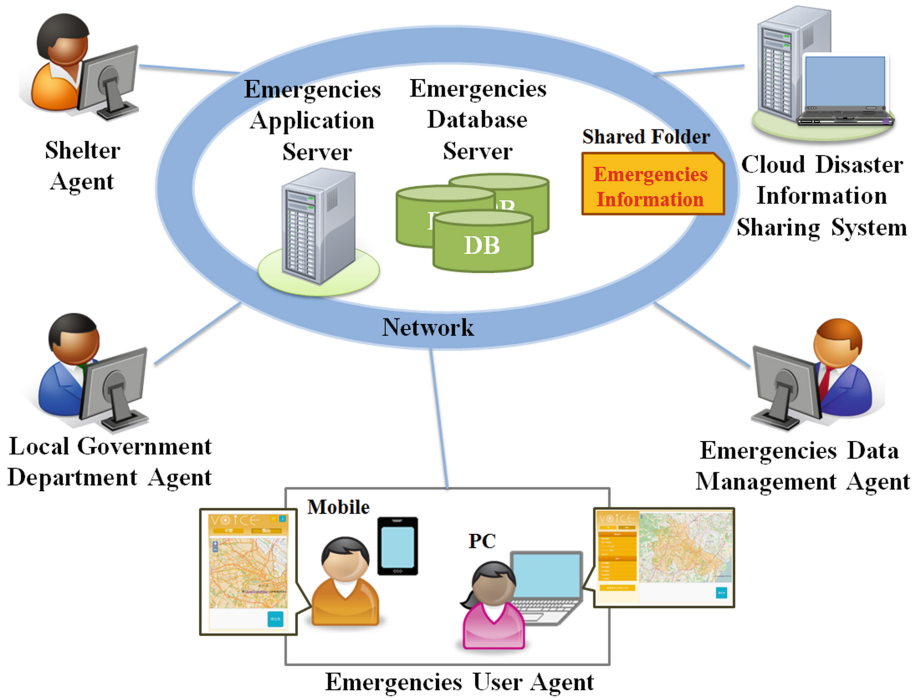 Shelter
Agent
Emergencies
Application
Server
Emergencies
Database
Server
Shared Folder
Emergencies
Information
DB
Cloud Disaster
Information
Sharing System
Network
Local Government
Department Agent
Emergencies Data
Management Agent
Mobile
VOICE
PC
VOICE
Emergencies User Agent